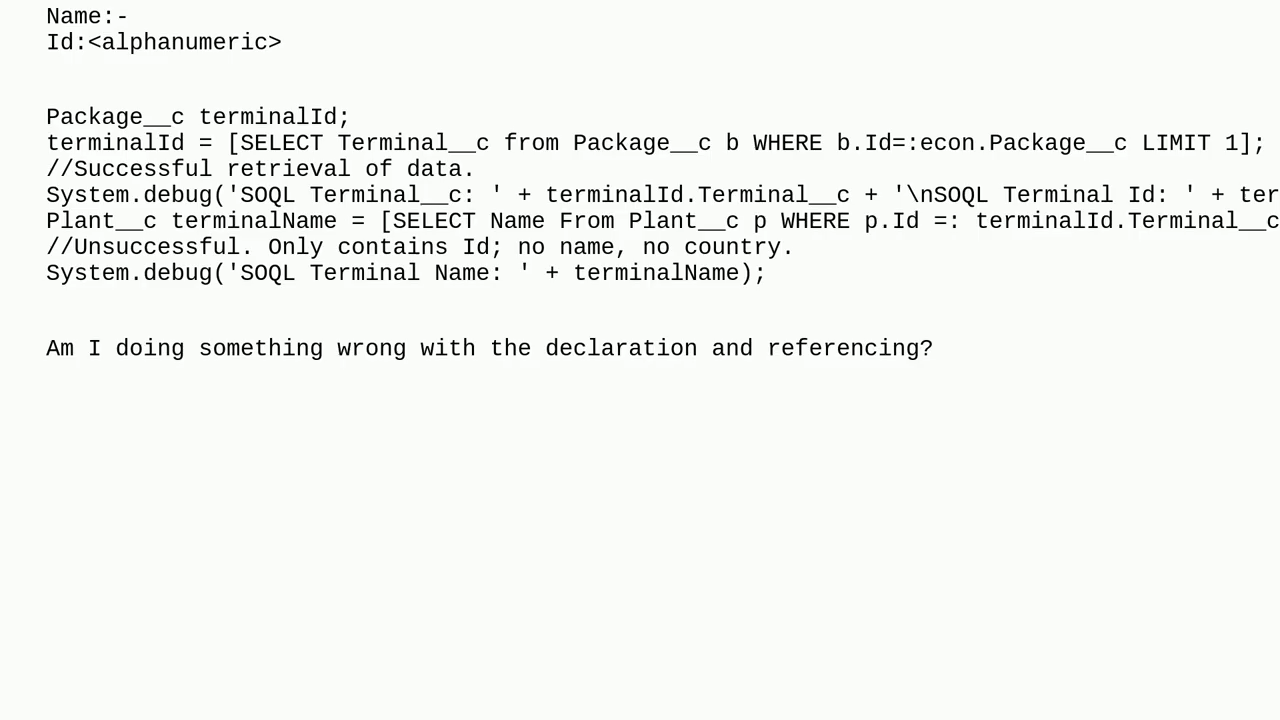 Name:-
Id:<alphanumeric>
Package__c terminalId;
terminalId = [SELECT Terminal__c from Package__c b WHERE b.Id=:econ.Package__c LIMIT 1];
//Successful retrieval of data.
System.debug('SOQL Terminal__c: ' + terminalId.Terminal__c + '\nSOQL Terminal Id: ' + ter
Plant__c terminalName = [SELECT Name From Plant__c p WHERE p.Id =: terminalId.Terminal__c
//Unsuccessful. Only contains Id; no name, no country.
System.debug('SOQL Terminal Name: ' + terminalName);
Am I doing something wrong with the declaration and referencing?